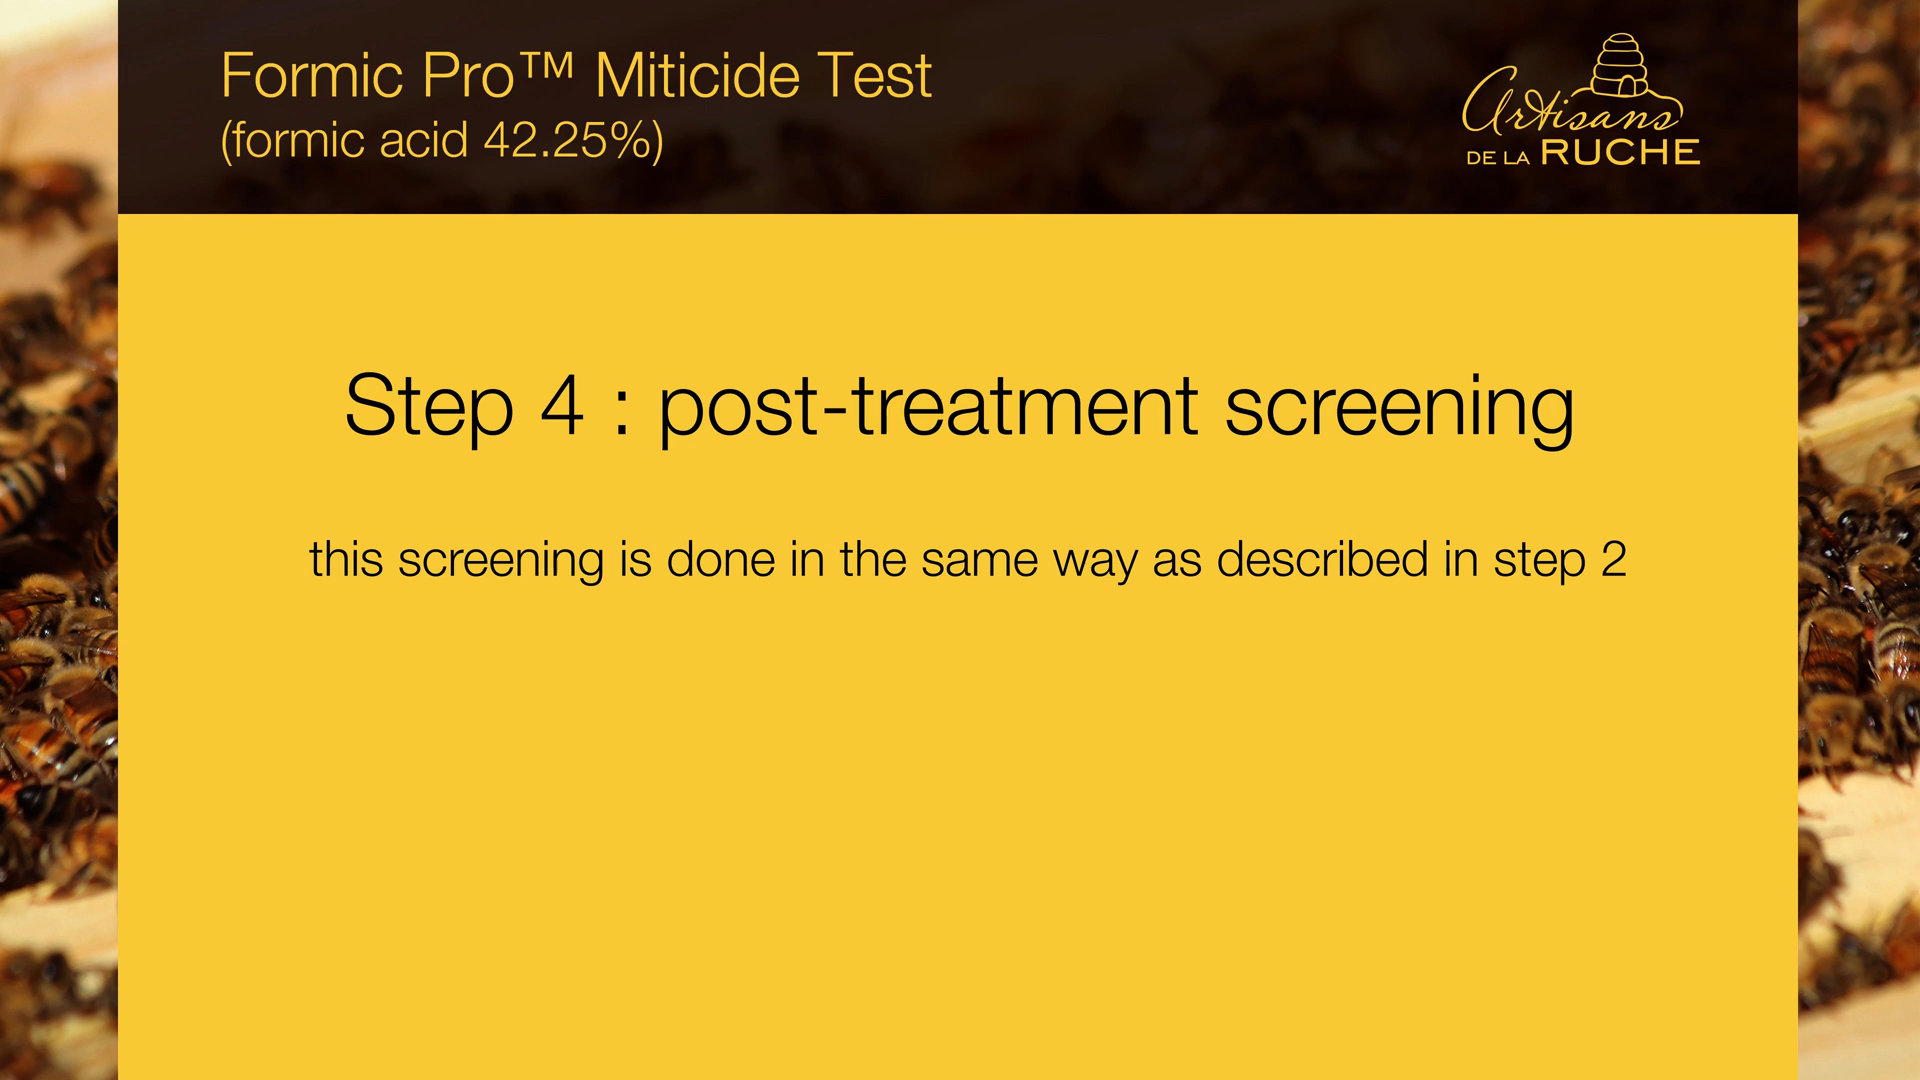 Formic Pro™ Miticide Test
(formic acid 42.25%)
Artisans
DE LA RUCHE
Step 4 : post-treatment screening
this screening is done in the same way as described in step 2